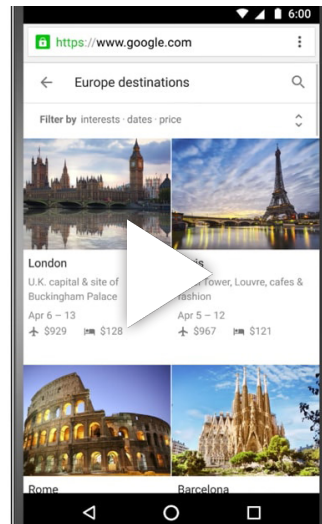 6:00
https://www.google.com
Europe destinations
Filter by interests · dates · price
London
U.K. capital & site of
Buckingham Palace
Apr 6 – 13
$929 $128
Tower, Louvre, cafes &
fashion
Apr 5 – 12
$967 $121
Rome
Barcelona